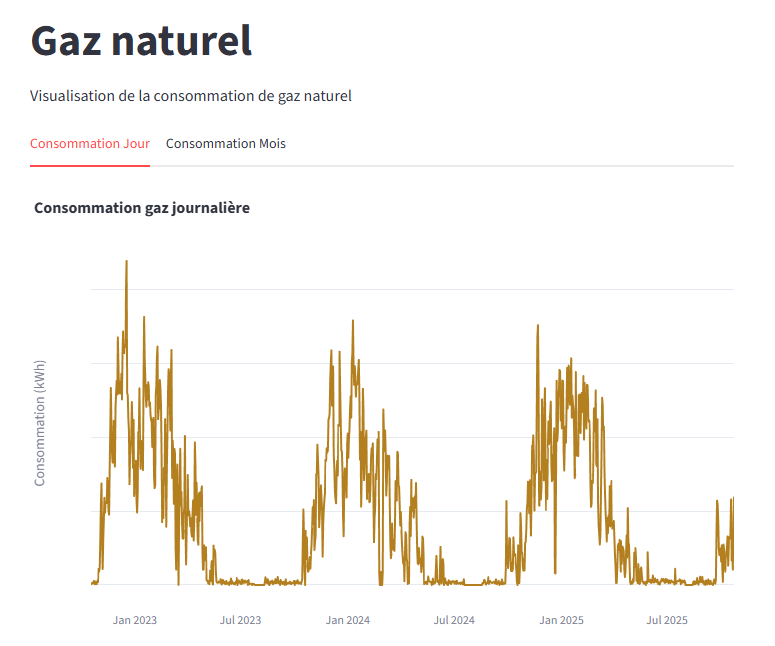 Gaz naturel
Visualisation de la consommation de gaz naturel
Consommation Jour Consommation Mois
Consommation gaz journalière
Consommation (kWh)
Jan 2023 Jul 2023 Jan 2024 Jul 2024 Jan 2025 Jul 2025